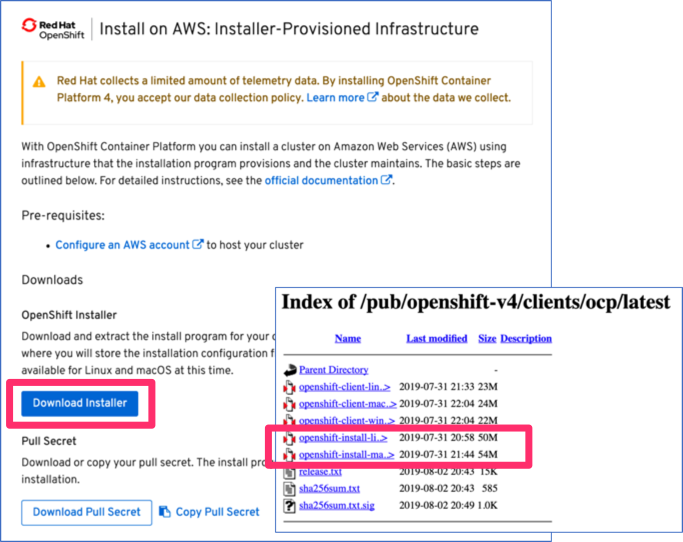 Red Hat
OpenShift
Install on AWS: Installer-Provisioned Infrastructure
Red Hat collects a limited amount of telemetry data. By installing OpenShift Container
Platform 4, you accept our data collection policy. Learn more about the data we collect.
With OpenShift Container Platform you can install a cluster on Amazon Web Services (AWS) using
infrastructure that the installation program provisions and the cluster maintains. The basic steps are
outlined below. For detailed instructions, see the official documentation.
Pre-requisites:
• Configure an AWS account to host your cluster
Downloads
OpenShift Installer
Download and extract the install program for your
where you will store the installation configuration
available for Linux and macOS at this time.
Download Installer
Pull Secret
Download or copy your pull secret. The install
installation.
Download Pull Secret
Copy Pull Secret
Index of /pub/openshift-v4/clients/ocp/latest
Name Last modified Size Description
Parent Directory -
openshift-client-lin..> 2019-07-31 21:33 23M
openshift-client-mac..> 2019-07-31 22:04 24M
openshift-client-win..> 2019-07-31 22:04 22M
openshift-install-li..> 2019-07-31 20:58 50M
openshift-install-ma..> 2019-07-31 21:44 54M
release.txt 2019-08-02 20:43 15K
sha256sum.txt 2019-08-02 20:43 585
sha256sum.txt.sig 2019-08-02 20:49 1.0K